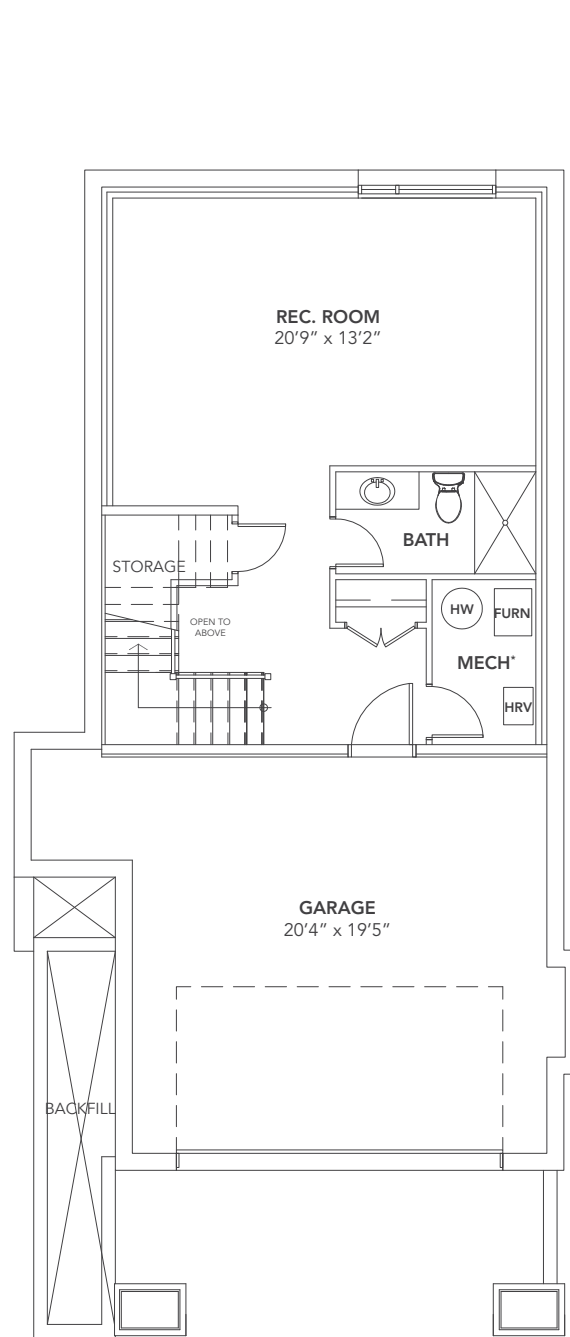 REC. ROOM
20'9” x 13'2”
BATH
STORAGE
HW
FURN
OPEN TO
ABOVE
MECH*
HRV
GARAGE
20'4” x 19'5”
BACKFILL